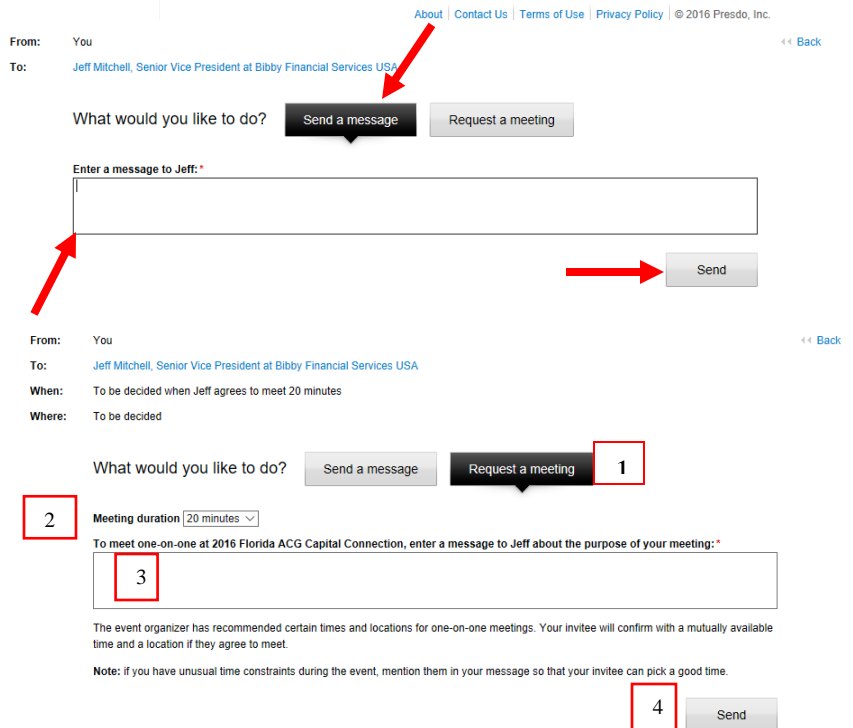 About | Contact Us | Terms of Use | Privacy Policy | © 2016 Presdo, Inc.
From: You Back
To: Jeff Mitchell, Senior Vice President at Bibby Financial Services USA
What would you like to do? Send a message Request a meeting
Enter a message to Jeff:*
Send
From: You Back
To: Jeff Mitchell, Senior Vice President at Bibby Financial Services USA
When: To be decided when Jeff agrees to meet 20 minutes
Where: To be decided
What would you like to do? Send a message Request a meeting 1
2 Meeting duration 20 minutes
To meet one-on-one at 2016 Florida ACG Capital Connection, enter a message to Jeff about the purpose of your meeting:*
3
The event organizer has recommended certain times and locations for one-on-one meetings. Your invitee will confirm with a mutually available
time and a location if they agree to meet.
Note: if you have unusual time constraints during the event, mention them in your message so that your invitee can pick a good time.
4 Send